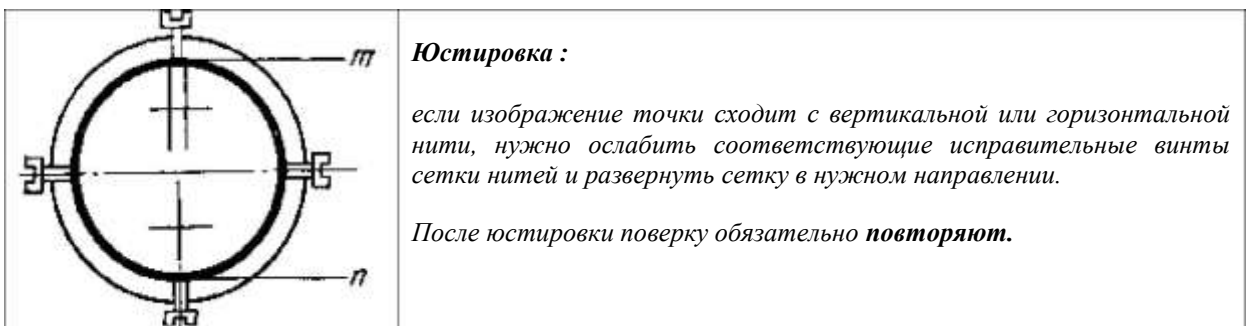 m
n
Юстировка :
если изображение точки сходит с вертикальной или горизонтальной
нити, нужно ослабить соответствующие исправительные винты
сетки нитей и развернуть сетку в нужном направлении.
После юстировки поверку обязательно повторяют.